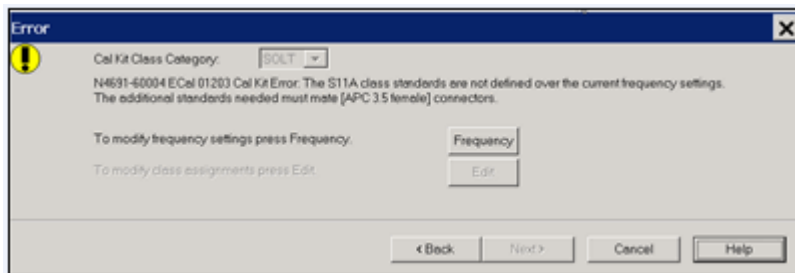 Error
Cal Kit Class Category: SOLT
N4691-60004 ECal 01203 Cal Kit Error: The S11A class standards are not defined over the current frequency settings.
The additional standards needed must mate [APC 3.5 female] connectors.
To modify frequency settings press Frequency. Frequency
To modify class assignments press Edit. Edit
< Back Next > Cancel Help